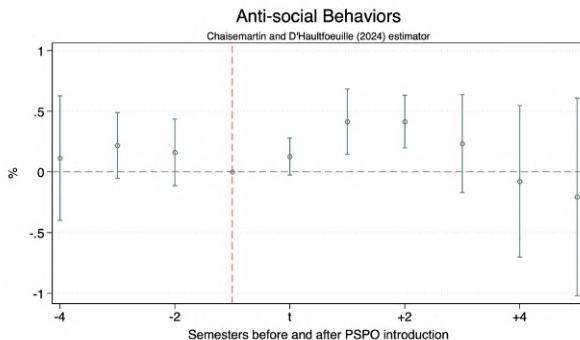 Anti-social Behaviors
Chaisemartin and D'Haultfoeuille (2024) estimator
1
.5
0
-.5
-1
%
-4
-2
t
+2
+4
Semesters before and after PSPO introduction